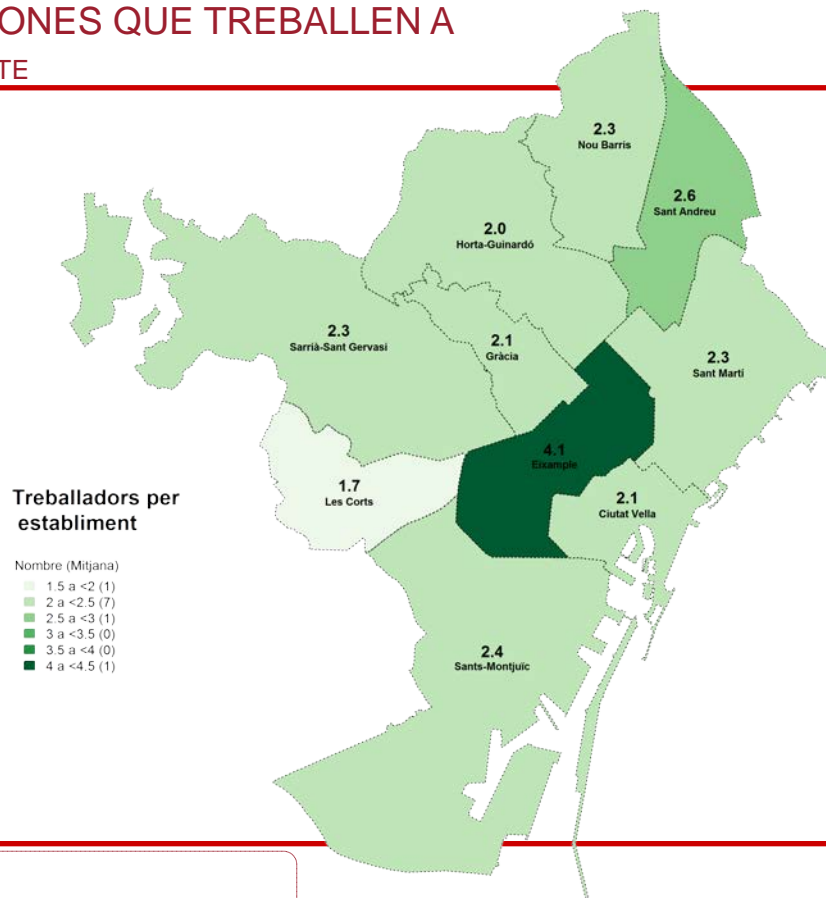 ONES QUE TREBALLEN A
TE
2.3
Nou Barris
2.6
Sant Andreu
2.0
Horta-Guinardó
2.3
Sarrià-Sant Gervasi
2.1
Gràcia
2.3
Sant Martí
4.1
Eixample
1.7
Les Corts
2.1
Ciutat Vella
2.4
Sants-Montjuïc
Treballadors per
establiment
Nombre (Mitjana)
1.5 a <2 (1)
2 a <2.5 (7)
2.5 a <3 (1)
3 a <3.5 (0)
3.5 a <4 (0)
4 a <4.5 (1)